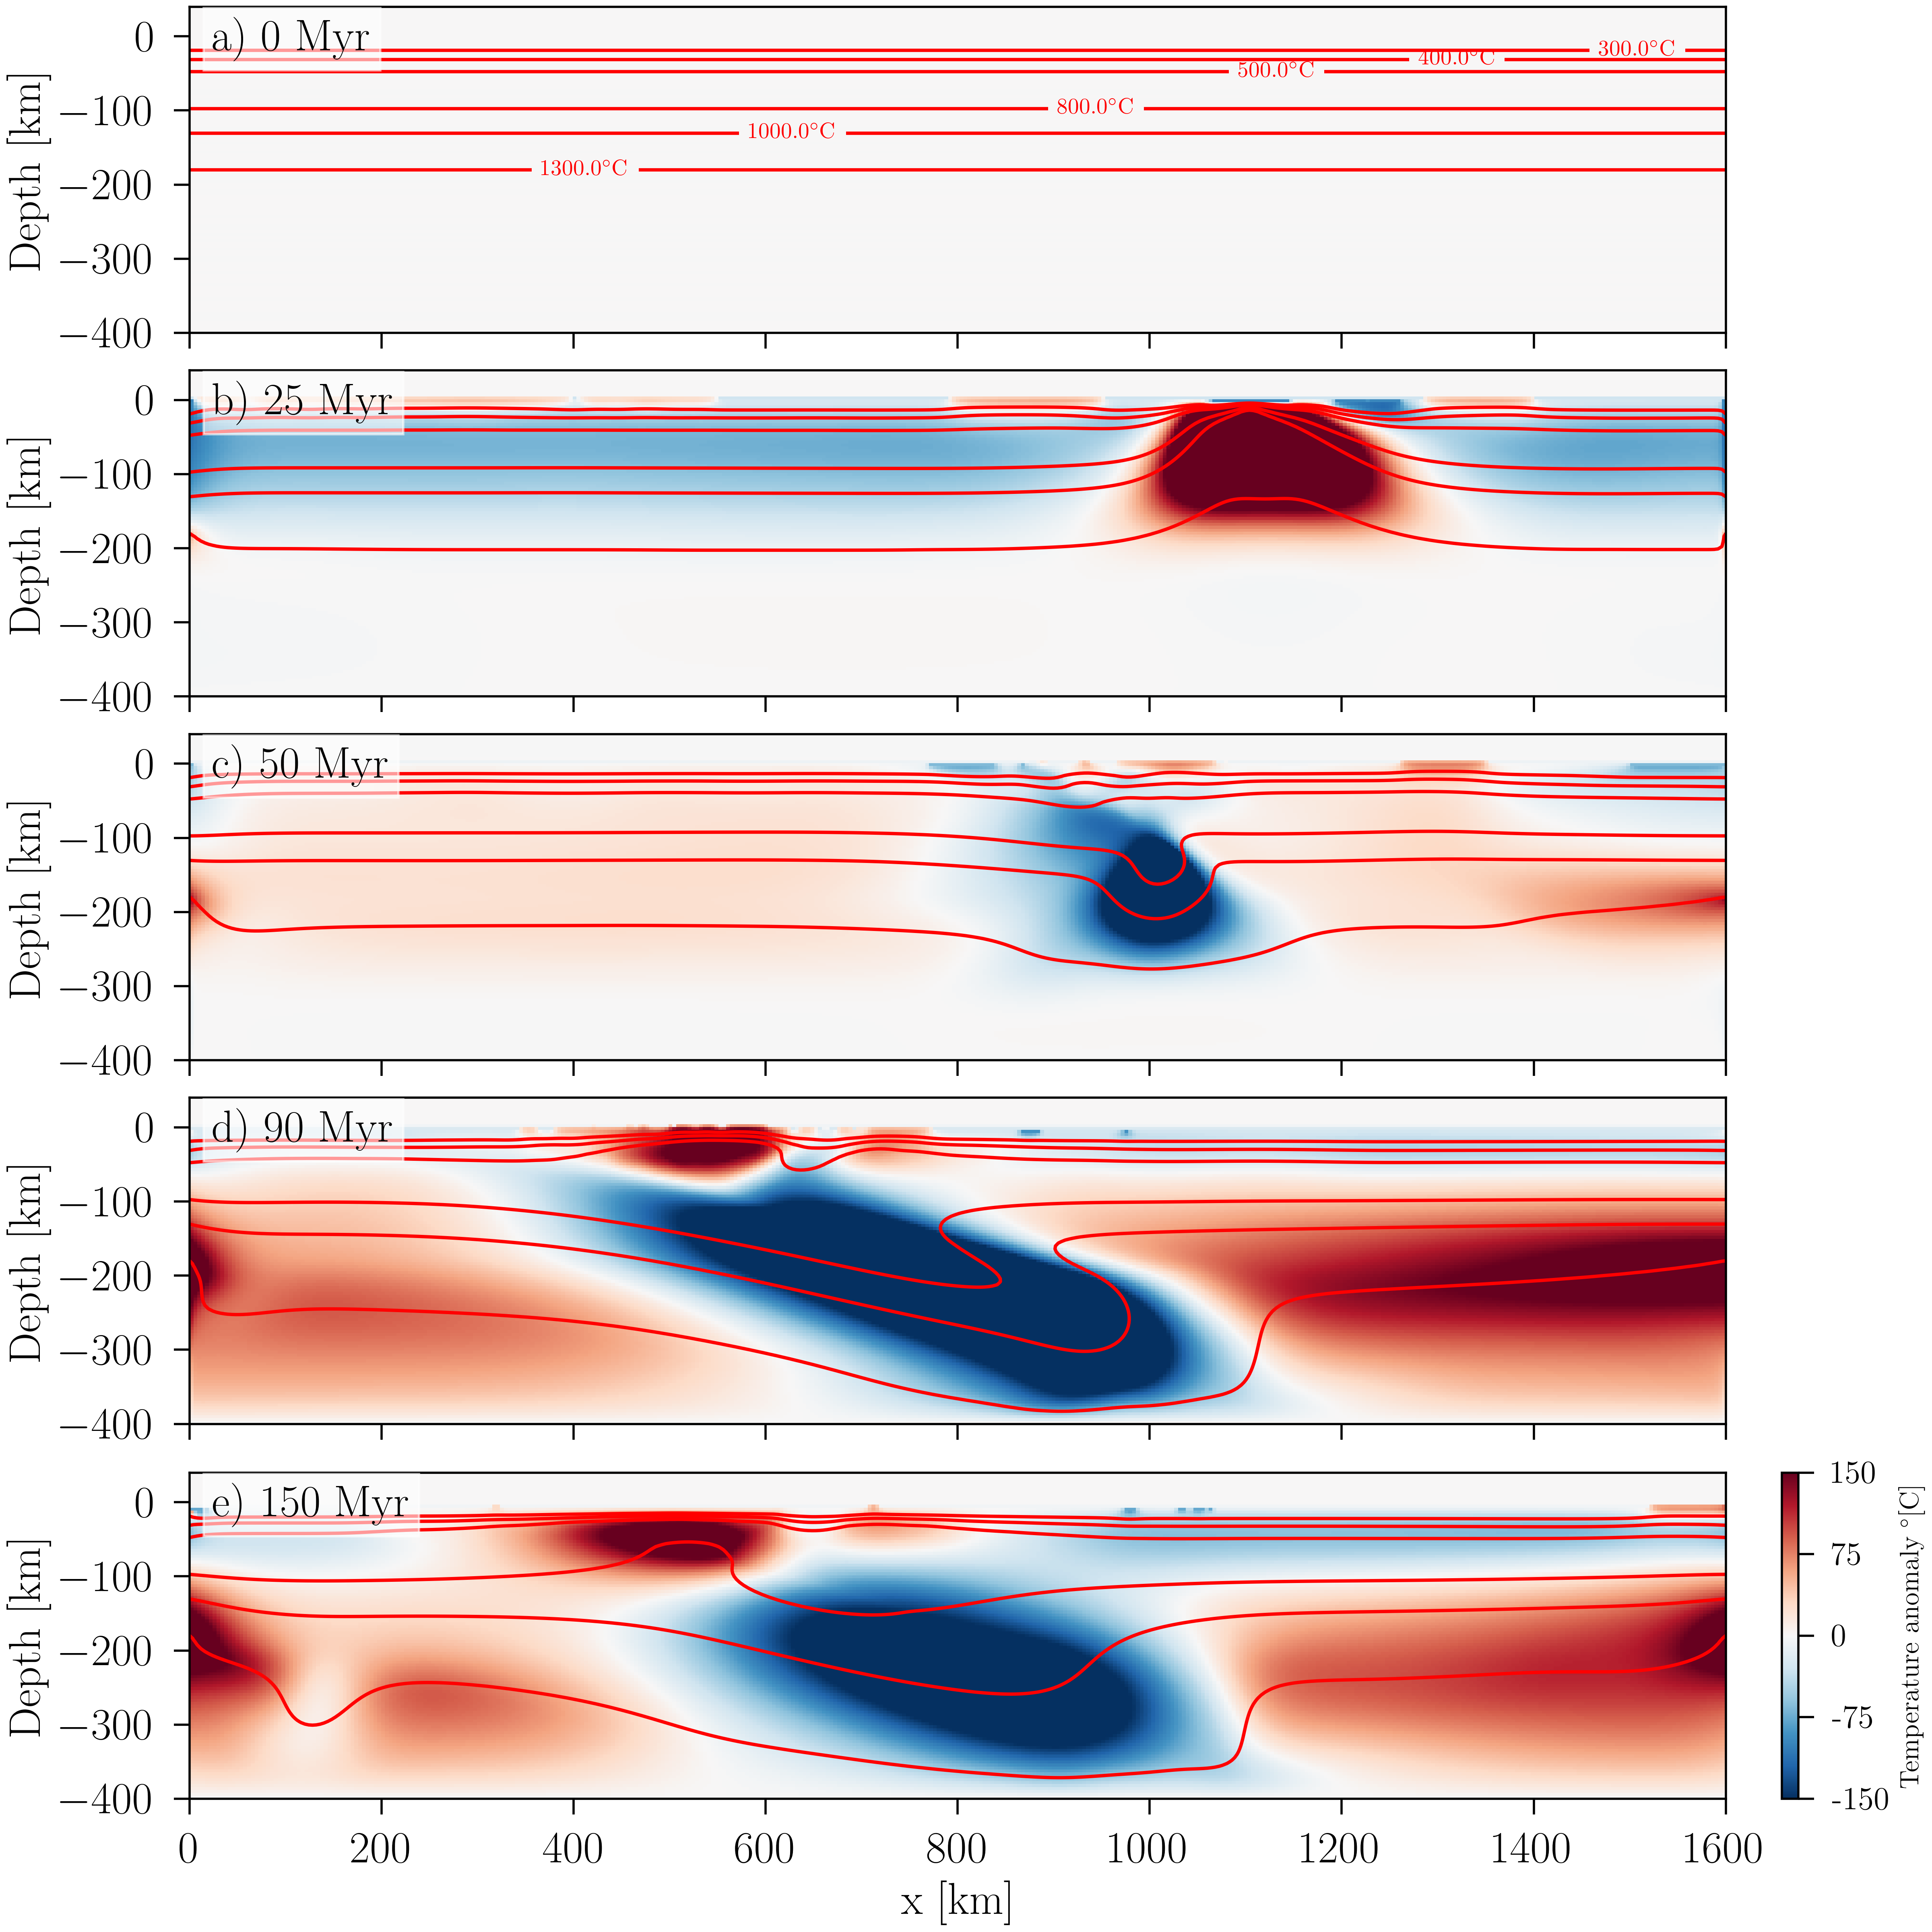 a) 0 Myr
0
−100
−200
−300
−400
Depth [km]
300.0°C
400.0°C
500.0°C
800.0°C
1000.0°C
1300.0°C
b) 25 Myr
0
−100
−200
−300
−400
Depth [km]
c) 50 Myr
0
−100
−200
−300
−400
Depth [km]
d) 90 Myr
0
−100
−200
−300
−400
Depth [km]
e) 150 Myr
0
−100
−200
−300
−400
Depth [km]
0 200 400 600 800 1000 1200 1400 1600
x [km]
150
75
0
-75
-150
Temperature anomaly °[C]